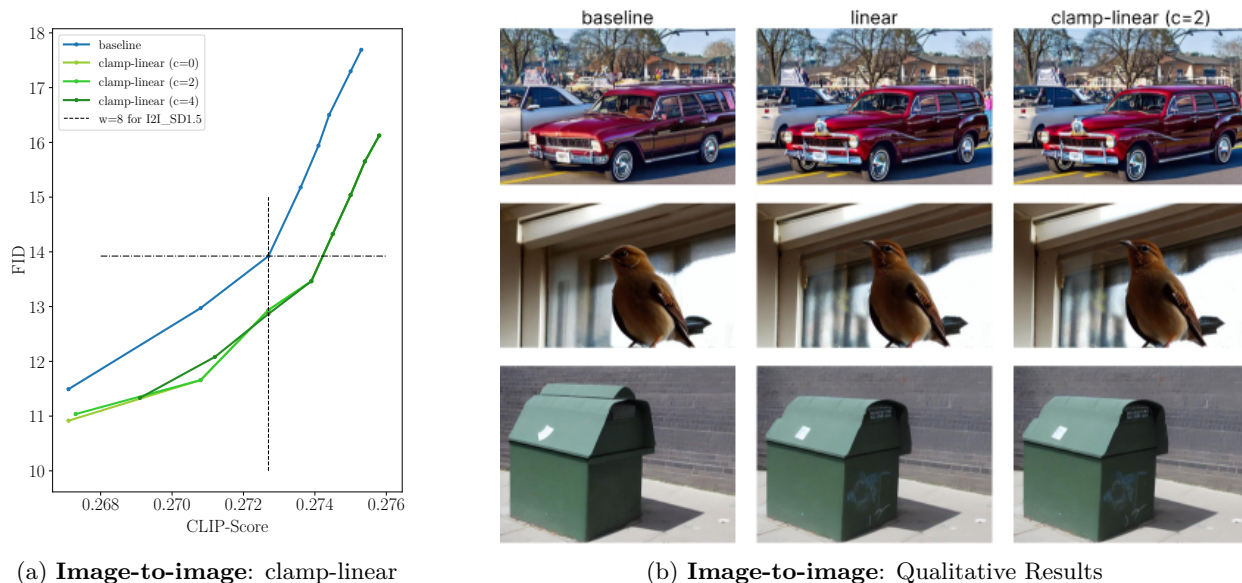 18
17
16
15
14
13
12
11
10
FID
baseline
clamp-linear (c=0)
clamp-linear (c=2)
clamp-linear (c=4)
w=8 for I2I_SD1.5
0.268 0.270 0.272 0.274 0.276
CLIP-Score
(a) Image-to-image: clamp-linear
baseline linear clamp-linear (c=2)
(b) Image-to-image: Qualitative Results